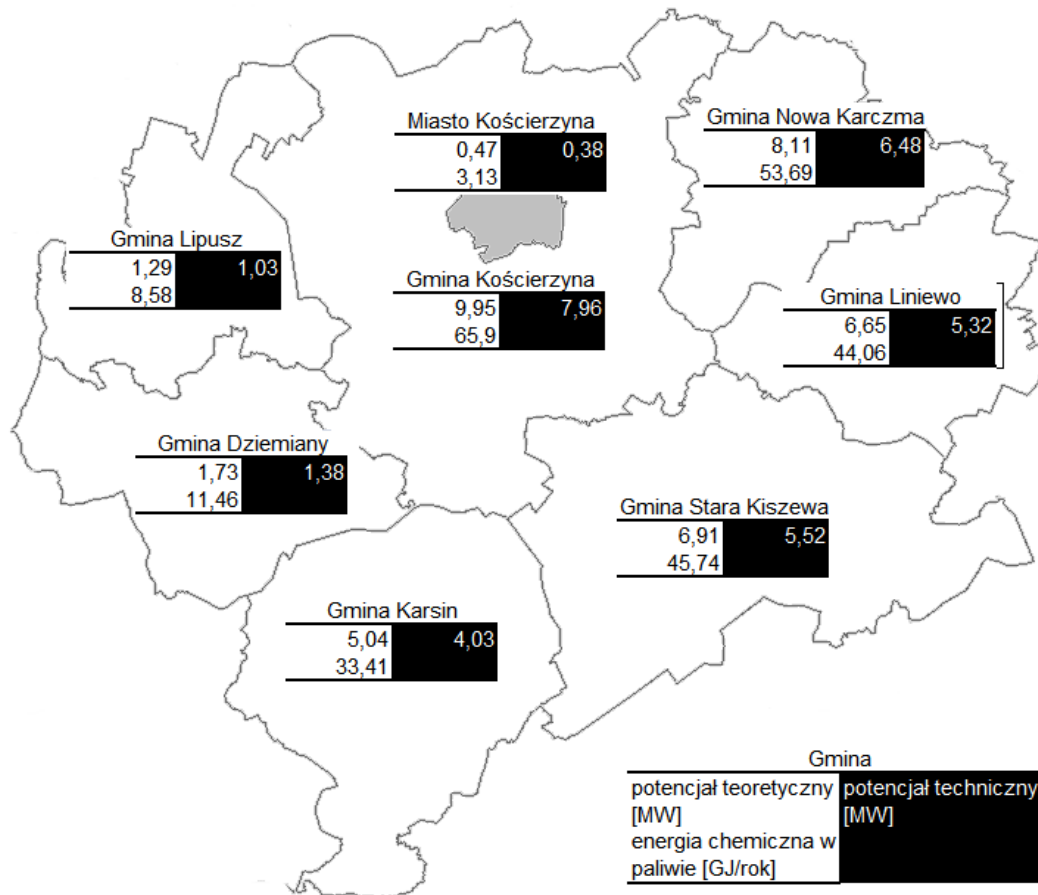 Miasto Kościerzyna
0,47 0,38
3,13
Gmina Nowa Karczma
8,11 6,48
53,69
Gmina Lipusz
1,29 1,03
8,58
Gmina Kościerzyna
9,95 7,96
65,9
Gmina Liniewo
6,65 5,32
44,06
Gmina Dziemiany
1,73 1,38
11,46
Gmina Stara Kiszewa
6,91 5,52
45,74
Gmina Karsin
5,04 4,03
33,41
Gmina
potencjał teoretyczny potencjał techniczny
[MW] [MW]
energia chemiczna w
paliwie [GJ/rok]